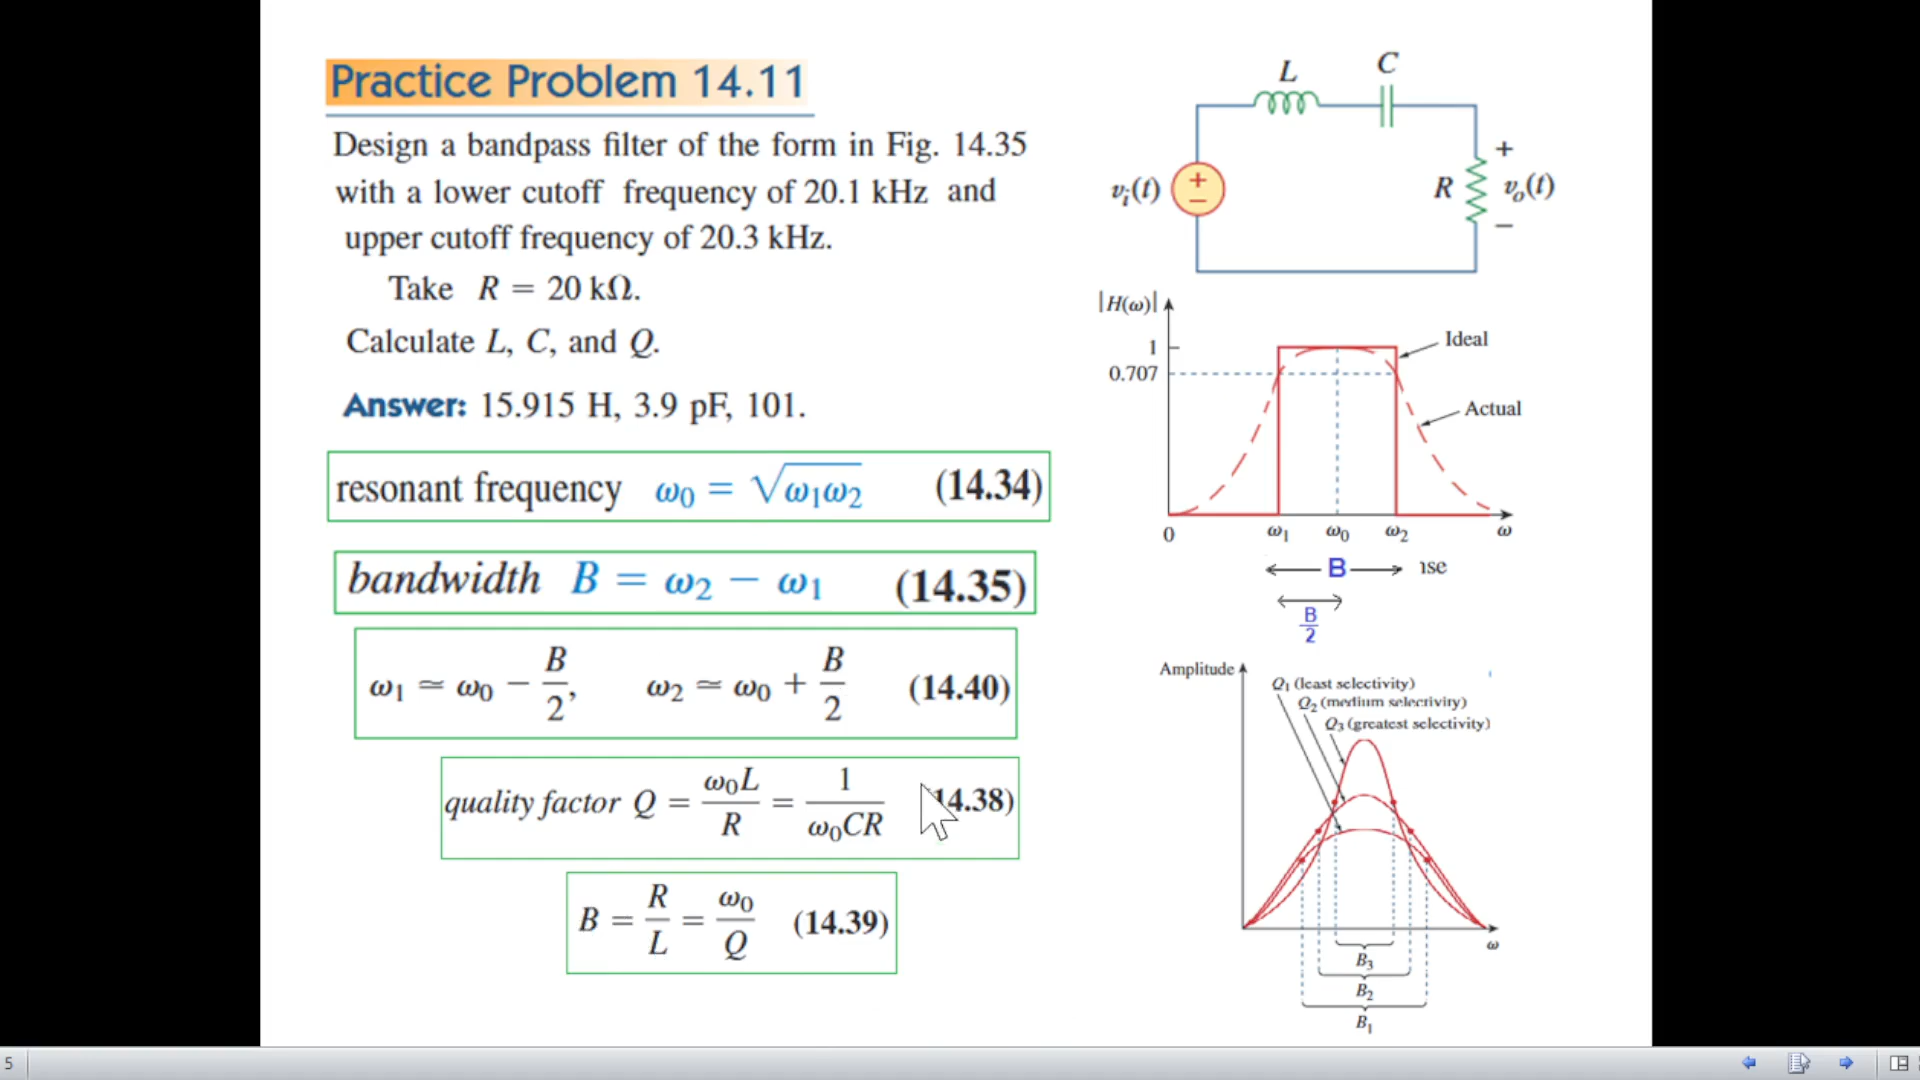 Practice Problem 14.11
Design a bandpass filter of the form in Fig. 14.35
with a lower cutoff frequency of 20.1 kHz and
upper cutoff frequency of 20.3 kHz.
Take R = 20 kΩ.
Calculate L, C, and Q.
Answer: 15.915 H, 3.9 pF, 101.
resonant frequency ω₀ = √ω₁ω₂ (14.34)
bandwidth B = ω₂ − ω₁ (14.35)
ω₁ ≃ ω₀ − B/2, ω₂ ≃ ω₀ + B/2 (14.40)
quality factor Q = ω₀L/R = 1/ω₀CR 14.38)
B = R/L = ω₀/Q (14.39)
L C
vᵢ(t) + − R + vₒ(t) −
|H(ω)|
1
0.707
Ideal
Actual
0 ω₁ ω₀ ω₂ ω
B ise
B/2
Amplitude
Q₁ (least selectivity)
Q₂ (medium selectivity)
Q₃ (greatest selectivity)
ω
B₃
B₂
B₁
5